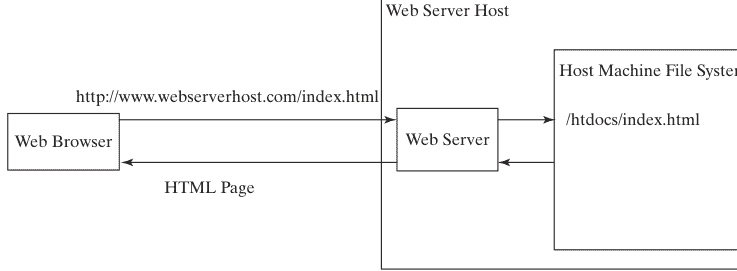 Web Server Host
Host Machine File Syste
http://www.webserverhost.com/index.html
/htdocs/index.html
Web Browser
Web Server
HTML Page